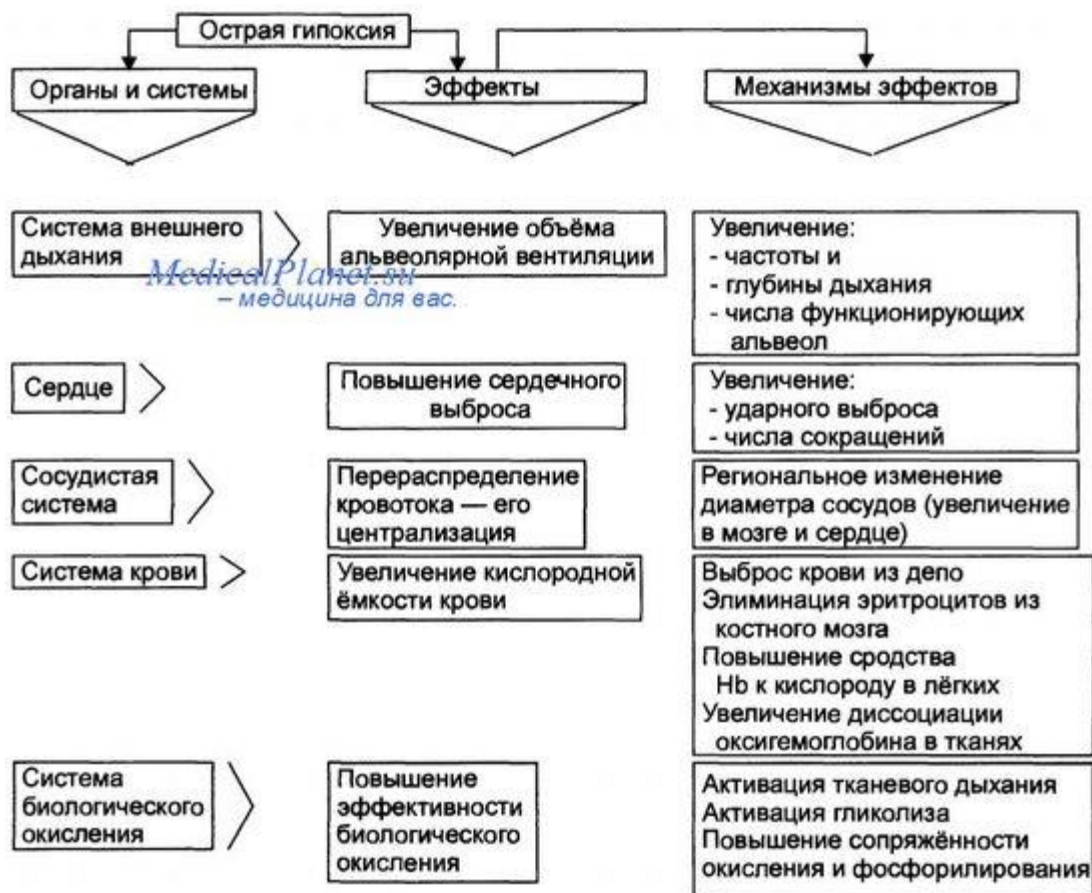 Острая гипоксия
Органы и системы
Эффекты
Механизмы эффектов
Система внешнего
дыхания
Увеличение объёма
альвеолярной вентиляции
Увеличение:
- частоты и
- глубины дыхания
- числа функционирующих
альвеол
MedicalPlanet.su
– медицина для вас.
Сердце
Повышение сердечного
выброса
Увеличение:
- ударного выброса
- числа сокращений
Сосудистая
система
Перераспределение
кровотока — его
централизация
Региональное изменение
диаметра сосудов (увеличение
в мозге и сердце)
Система крови
Увеличение кислородной
ёмкости крови
Выброс крови из депо
Элиминация эритроцитов из
костного мозга
Повышение сродства
Hb к кислороду в лёгких
Увеличение диссоциации
оксигемоглобина в тканях
Система
биологического
окисления
Повышение
эффективности
биологического
окисления
Активация тканевого дыхания
Активация гликолиза
Повышение сопряжённости
окисления и фосфорилирования